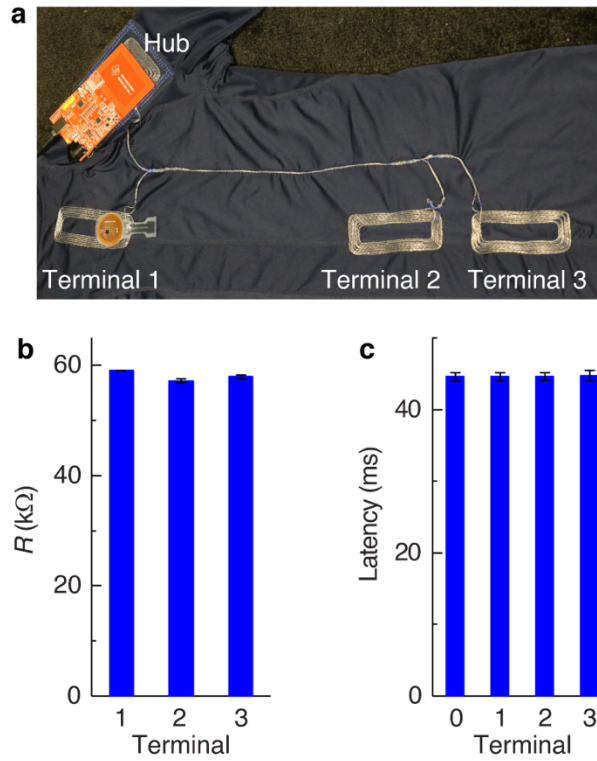 a
Hub
Terminal 1
Terminal 2
Terminal 3
b
60
40
20
0
R (kΩ)
1 2 3
Terminal
c
40
20
0
Latency (ms)
0 1 2 3
Terminal